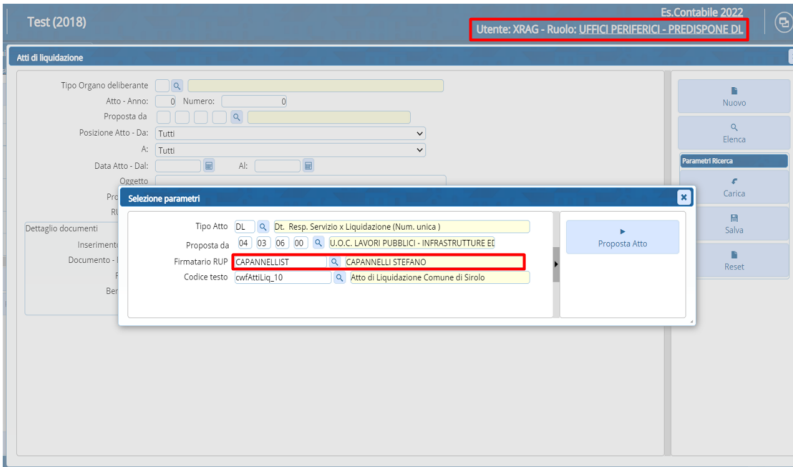 Test (2018)
Es.Contabile 2022
Utente: XRAG - Ruolo: UFFICI PERIFERICI - PREDISPONE DL
Atti di liquidazione
Tipo Organo deliberante
Atto - Anno: 0 Numero: 0
Proposta da
Posizione Atto - Da: Tutti
A: Tutti
Data Atto - Dal: Al:
Oggetto
Dettaglio documenti
Inseriment
Documento -
Ber
Nuovo
Elenca
Parametri Ricerca
Carica
Salva
Reset
Selezione parametri
Tipo Atto DL Dt. Resp. Servizio x Liquidazione (Num. unica )
Proposta da 04 03 06 00 U.O.C. LAVORI PUBBLICI - INFRASTRUTTURE ED
Firmatario RUP CAPANNELLIST CAPANNELLI STEFANO
Codice testo cwfAttiLiq_10 Atto di Liquidazione Comune di Sirolo
Proposta Atto